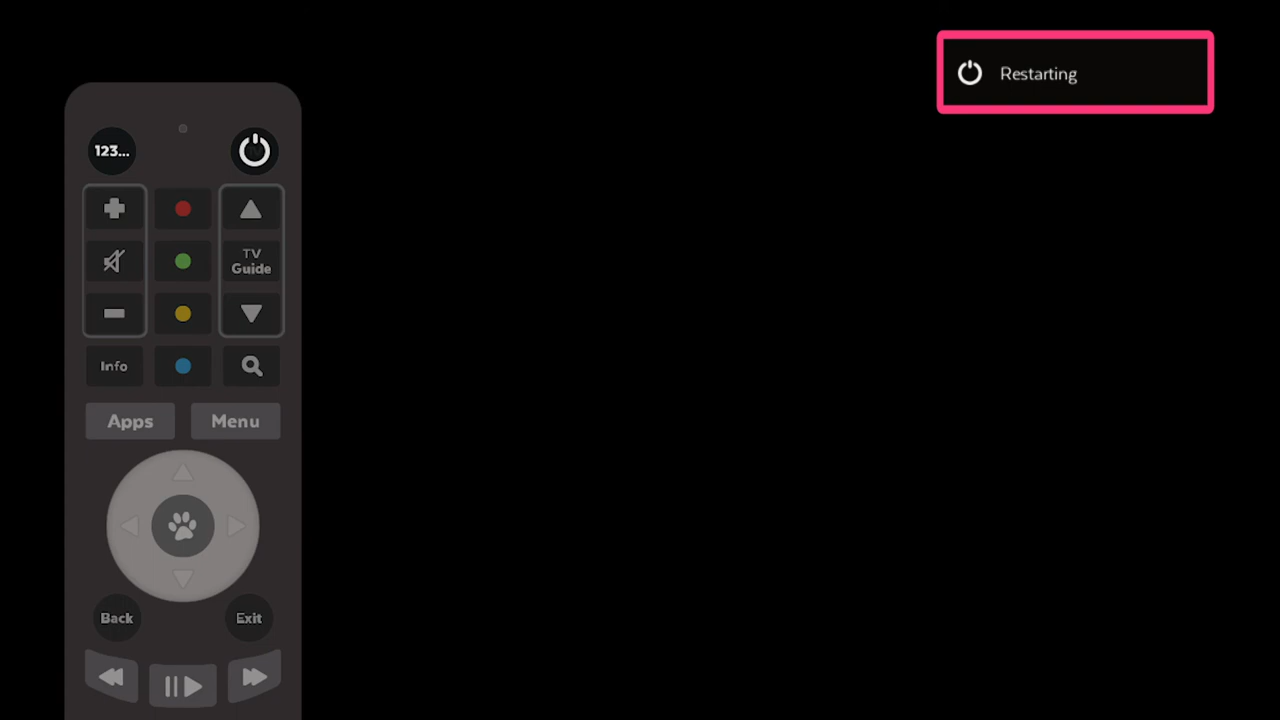 Restarting
123...
TV
Guide
Info
Apps
Menu
Back
Exit